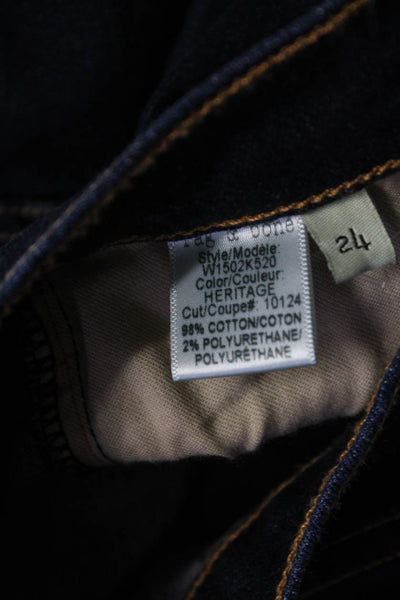 rag & bone
Style/Modèle:
W1502K520
Color/Couleur:
HERITAGE
Cut/Coupe#: 10124
98% COTTON/COTON
2% POLYURETHANE/
POLYURÉTHANE
24